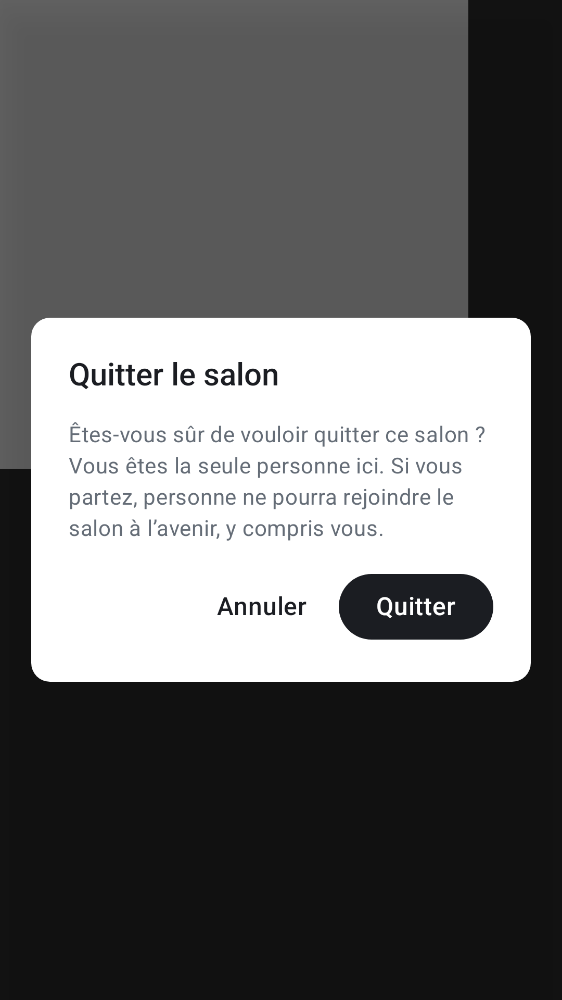 Quitter le salon
Êtes-vous sûr de vouloir quitter ce salon ?
Vous êtes la seule personne ici. Si vous
partez, personne ne pourra rejoindre le
salon à l’avenir, y compris vous.
Annuler
Quitter